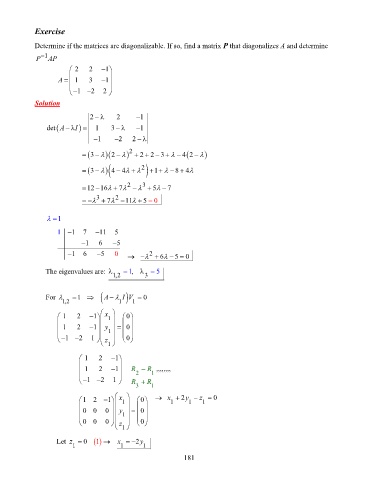 Exercise
Determine if the matrices are diagonalizable. If so, find a matrix P that diagonalizes A and determine
P⁻¹AP
A = ( 2 2 −1
1 3 −1
−1 −2 2 )
Solution
det(A − λI) = | 2−λ 2 −1
1 3−λ −1
−1 −2 2−λ |
= (3−λ)(2−λ)² + 2 + 2 − 3 + λ − 4(2−λ)
= (3−λ)(4 − 4λ + λ²) + 1 + λ − 8 + 4λ
= 12 − 16λ + 7λ² − λ³ + 5λ − 7
= −λ³ + 7λ² − 11λ + 5 = 0
λ = 1
1 | −1 7 −11 5
−1 6 −5
−1 6 −5 0 → −λ² + 6λ − 5 = 0
The eigenvalues are: λ₁,₂ = 1, λ₃ = 5
For λ₁,₂ = 1 ⇒ (A − λ₁I)V₁ = 0
( 1 2 −1 ) ( x₁ ) ( 0 )
( 1 2 −1 ) ( y₁ ) = ( 0 )
( −1 −2 1 ) ( z₁ ) ( 0 )
( 1 2 −1 )
( 1 2 −1 ) R₂ − R₁
( −1 −2 1 ) R₃ + R₁
( 1 2 −1 ) ( x₁ ) ( 0 ) → x₁ + 2y₁ − z₁ = 0
( 0 0 0 ) ( y₁ ) = ( 0 )
( 0 0 0 ) ( z₁ ) ( 0 )
Let z₁ = 0 (1) → x₁ = −2y₁
181